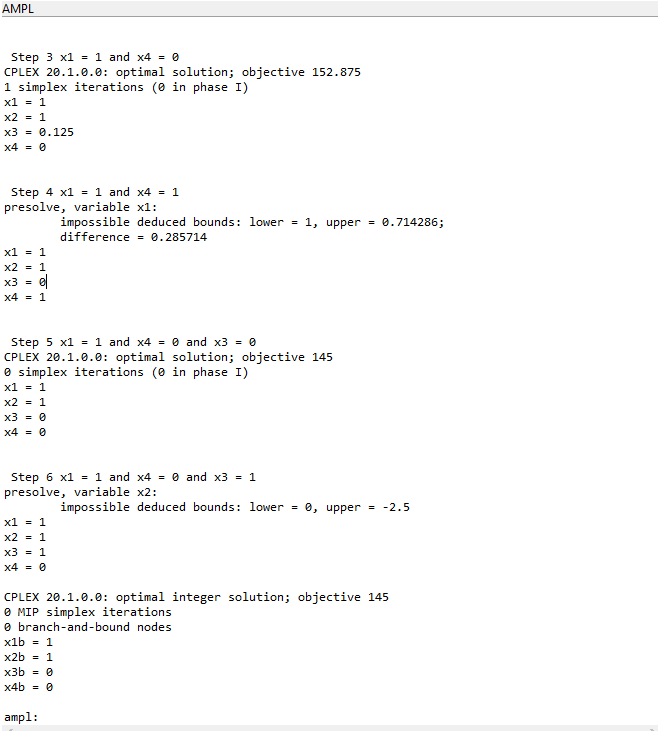 AMPL
Step 3 x1 = 1 and x4 = 0
CPLEX 20.1.0.0: optimal solution; objective 152.875
1 simplex iterations (0 in phase I)
x1 = 1
x2 = 1
x3 = 0.125
x4 = 0
Step 4 x1 = 1 and x4 = 1
presolve, variable x1:
impossible deduced bounds: lower = 1, upper = 0.714286;
difference = 0.285714
x1 = 1
x2 = 1
x3 = 0
x4 = 1
Step 5 x1 = 1 and x4 = 0 and x3 = 0
CPLEX 20.1.0.0: optimal solution; objective 145
0 simplex iterations (0 in phase I)
x1 = 1
x2 = 1
x3 = 0
x4 = 0
Step 6 x1 = 1 and x4 = 0 and x3 = 1
presolve, variable x2:
impossible deduced bounds: lower = 0, upper = -2.5
x1 = 1
x2 = 1
x3 = 1
x4 = 0
CPLEX 20.1.0.0: optimal integer solution; objective 145
0 MIP simplex iterations
0 branch-and-bound nodes
x1b = 1
x2b = 1
x3b = 0
x4b = 0
ampl: